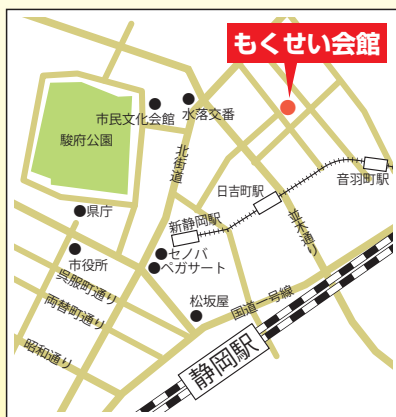 もくせい会館
市民文化会館
水落交番
駿府公園
北街道
音羽町駅
日吉町駅
県庁
新静岡駅
並木通り
市役所
セノバ
ペガサート
呉服町通り
両替町通り
松坂屋
国道一号線
昭和通り
静岡駅